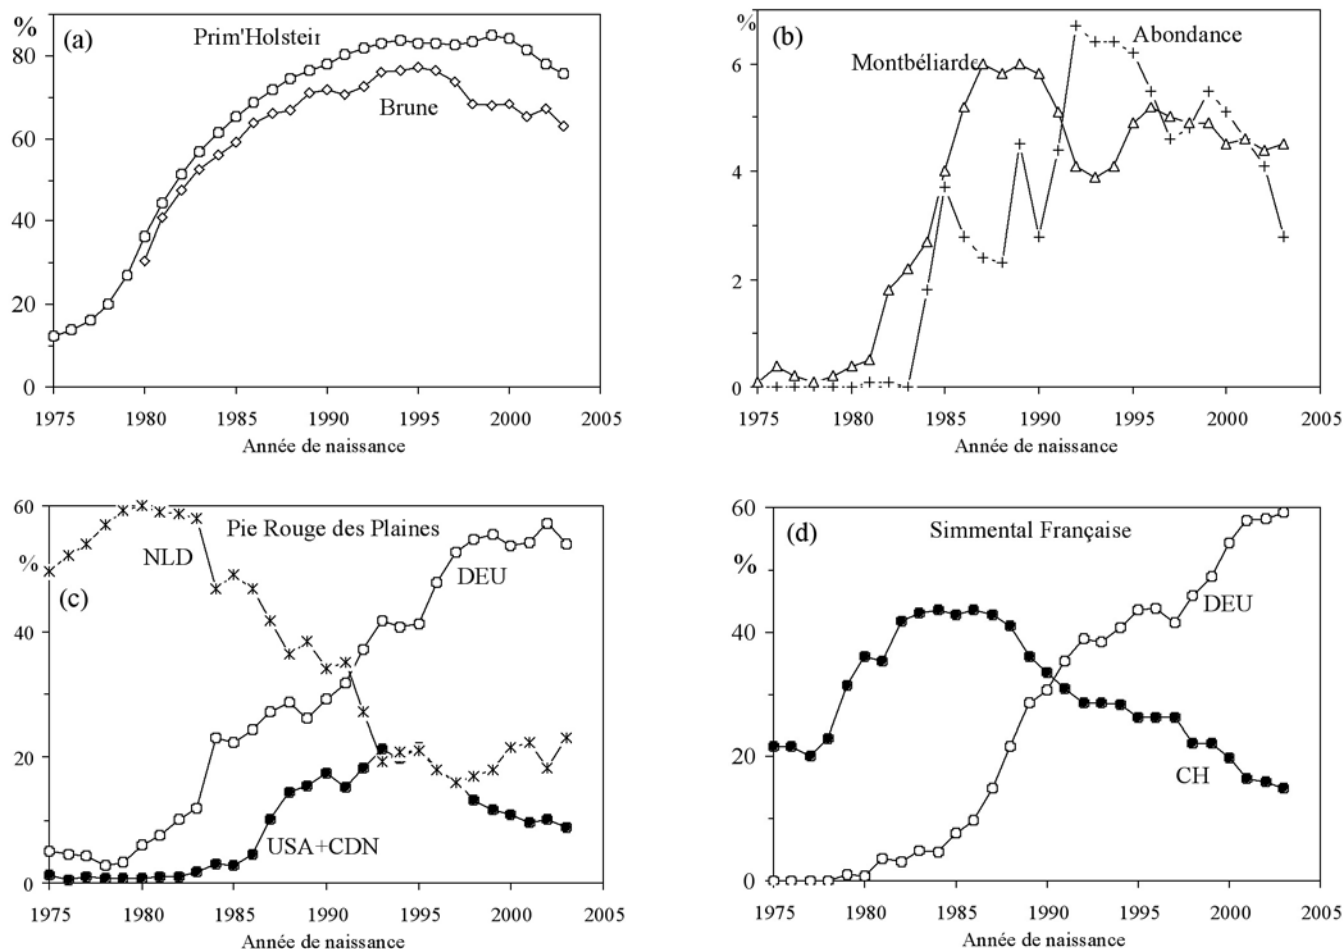 %
(a)
Prim'Holstein
Brune
80
60
40
20
0
1975 1980 1985 1990 1995 2000 2005
Année de naissance
%
(b)
Montbéliarde
Abondance
6
4
2
0
1975 1980 1985 1990 1995 2000 2005
Année de naissance
60
%
(c)
Pie Rouge des Plaines
NLD
DEU
USA+CDN
40
20
0
1975 1980 1985 1990 1995 2000 2005
Année de naissance
60
%
(d)
Simmental Française
DEU
CH
40
20
0
1975 1980 1985 1990 1995 2000 2005
Année de naissance